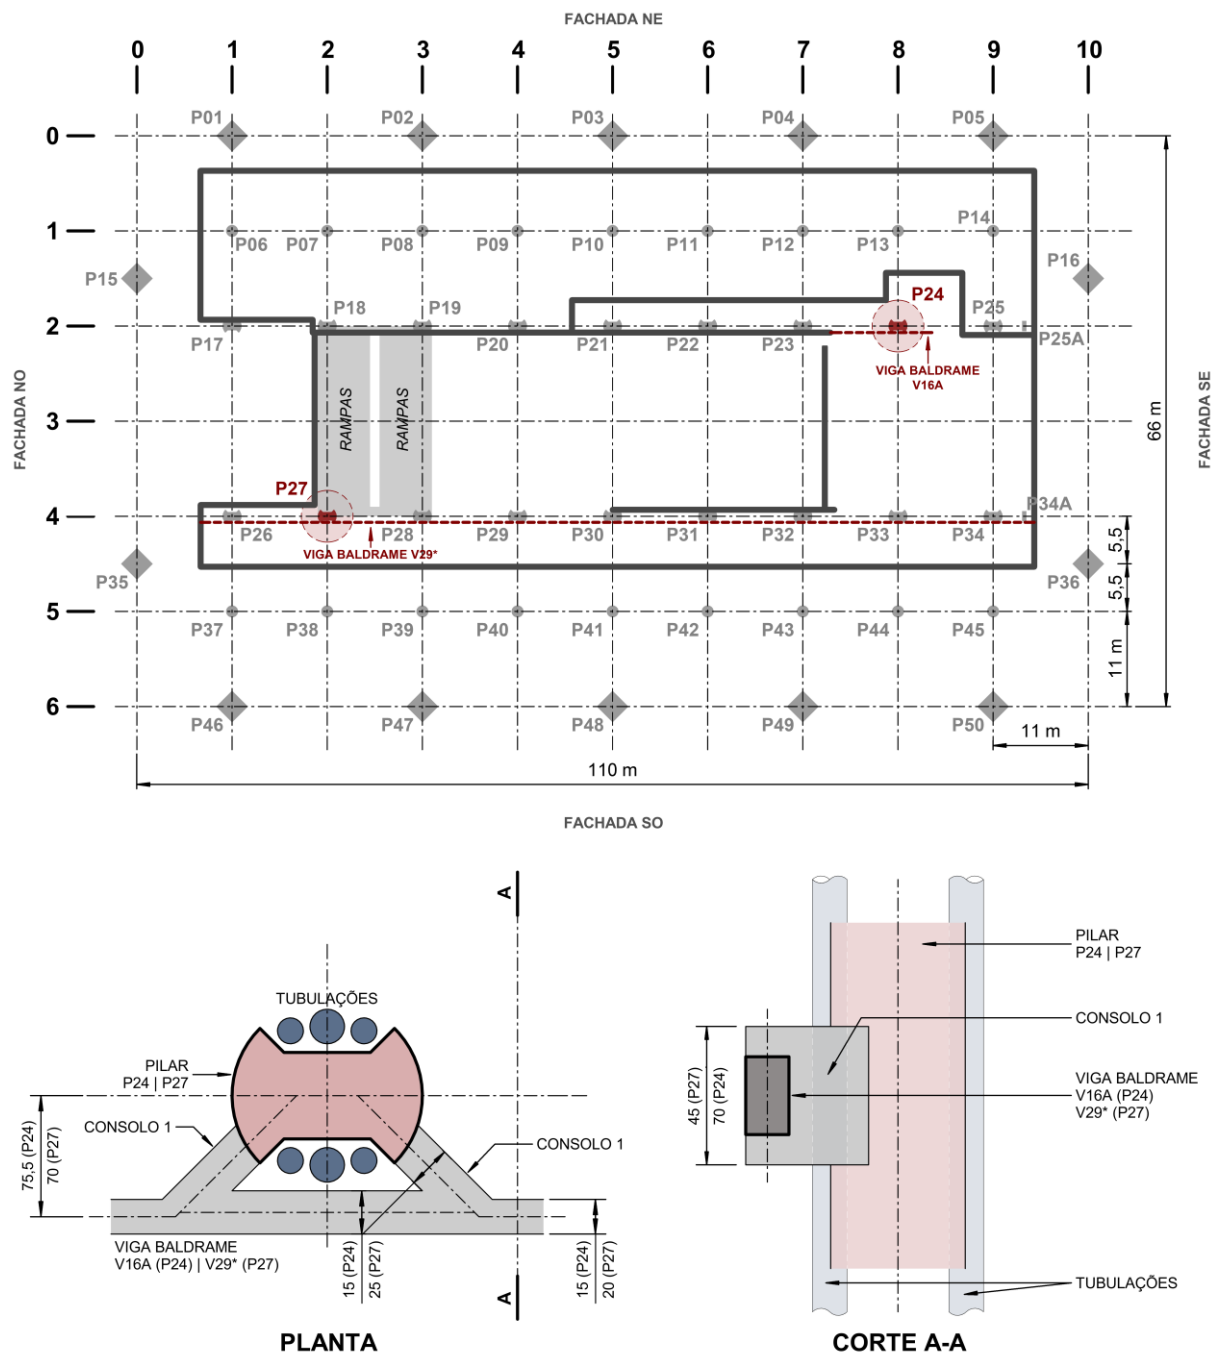 FACHADA NE
0 1 2 3 4 5 6 7 8 9 10
P01 P02 P03 P04 P05
0
P14
1
P06 P07 P08 P09 P10 P11 P12 P13
P15 P16
P24
P18 P19 P25
2
P17 P20 P21 P22 P23 P25A
VIGA BALDRAME
V16A
RAMPAS RAMPAS
3
FACHADA NO
FACHADA SE
66 m
P27
P34A
4
P26 P28 P29 P30 P31 P32 P33 P34
VIGA BALDRAME V29*
5,5
P35 P36
5,5
5
P37 P38 P39 P40 P41 P42 P43 P44 P45
11 m
6
P46 P47 P48 P49 P50
11 m
110 m
FACHADA SO
A
TUBULAÇÕES
PILAR
P24 | P27
CONSOLO 1
75,5 (P24)
70 (P27)
CONSOLO 1
VIGA BALDRAME
V16A (P24) | V29* (P27)
15 (P24)
25 (P27)
15 (P24)
20 (P27)
A
PLANTA
PILAR
P24 | P27
CONSOLO 1
45 (P27)
70 (P24)
VIGA BALDRAME
V16A (P24)
V29* (P27)
TUBULAÇÕES
CORTE A-A